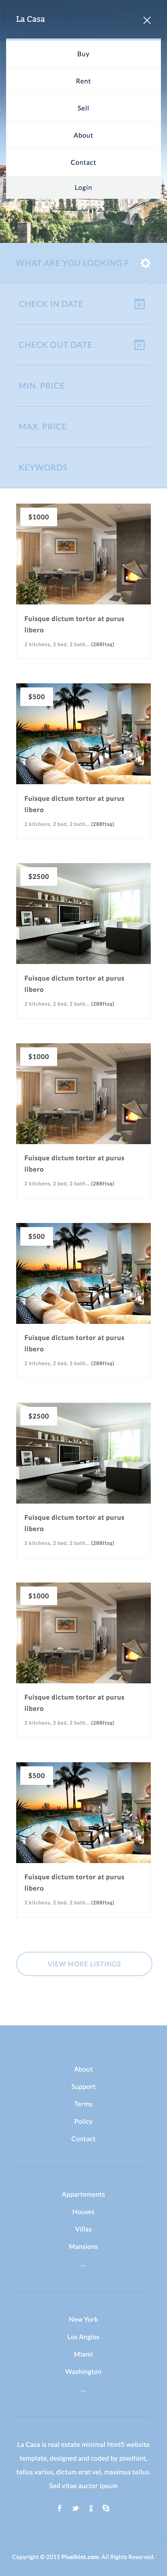 La Casa
Buy
Rent
Sell
About
Contact
Login
WHAT ARE YOU LOOKING F
CHECK IN DATE
CHECK OUT DATE
MIN. PRICE
MAX. PRICE
KEYWORDS
$1000
Fuisque dictum tortor at purus
libero
2 kitchens, 2 bed, 2 bath... (288ftsq)
$500
Fuisque dictum tortor at purus
libero
2 kitchens, 2 bed, 2 bath... (288ftsq)
$2500
Fuisque dictum tortor at purus
libero
2 kitchens, 2 bed, 2 bath... (288ftsq)
$1000
Fuisque dictum tortor at purus
libero
2 kitchens, 2 bed, 2 bath... (288ftsq)
$500
Fuisque dictum tortor at purus
libero
2 kitchens, 2 bed, 2 bath... (288ftsq)
$2500
Fuisque dictum tortor at purus
libero
2 kitchens, 2 bed, 2 bath... (288ftsq)
$1000
Fuisque dictum tortor at purus
libero
2 kitchens, 2 bed, 2 bath... (288ftsq)
$500
Fuisque dictum tortor at purus
libero
2 kitchens, 2 bed, 2 bath... (288ftsq)
VIEW MORE LISTINGS
About
Support
Terms
Policy
Contact
Appartements
Houses
Villas
Mansions
...
New York
Los Anglos
Miami
Washington
...
La Casa is real estate minimal html5 website
template, designed and coded by pixelhint,
tellus varius, dictum erat vel, maximus tellus.
Sed vitae auctor ipsum
Copyright © 2015 Pixelhint.com. All Rights Reserved.